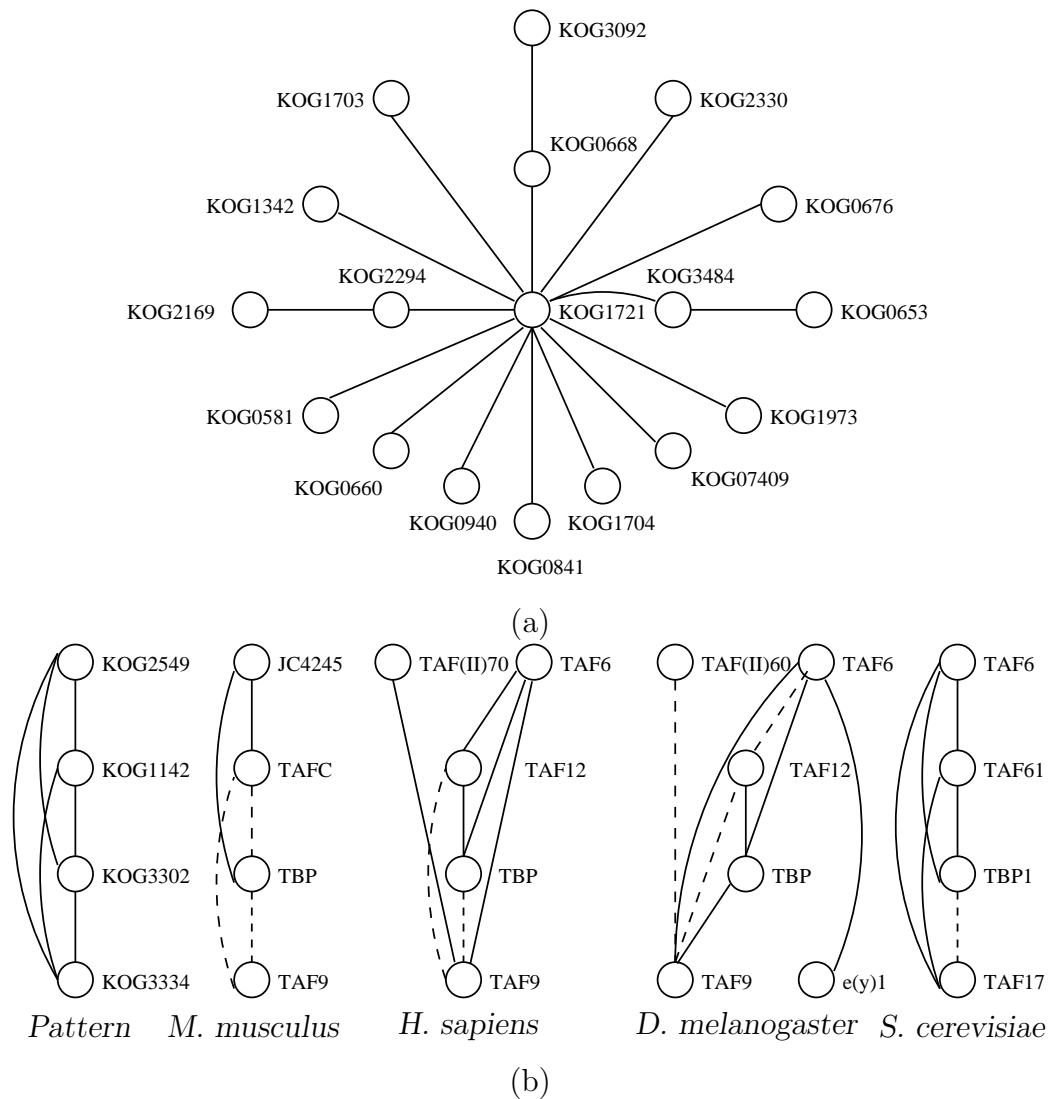 KOG3092
KOG1703
KOG2330
KOG0668
KOG1342
KOG0676
KOG2294
KOG3484
KOG2169
KOG1721
KOG0653
KOG0581
KOG1973
KOG0660
KOG07409
KOG0940
KOG1704
KOG0841
(a)
KOG2549 JC4245 TAF(II)70 TAF6 TAF(II)60 TAF6 TAF6
KOG1142 TAFC TAF12 TAF12 TAF61
KOG3302 TBP TBP TBP TBP1
KOG3334 TAF9 TAF9 TAF9 e(y)1 TAF17
Pattern M. musculus H. sapiens D. melanogaster S. cerevisiae
(b)